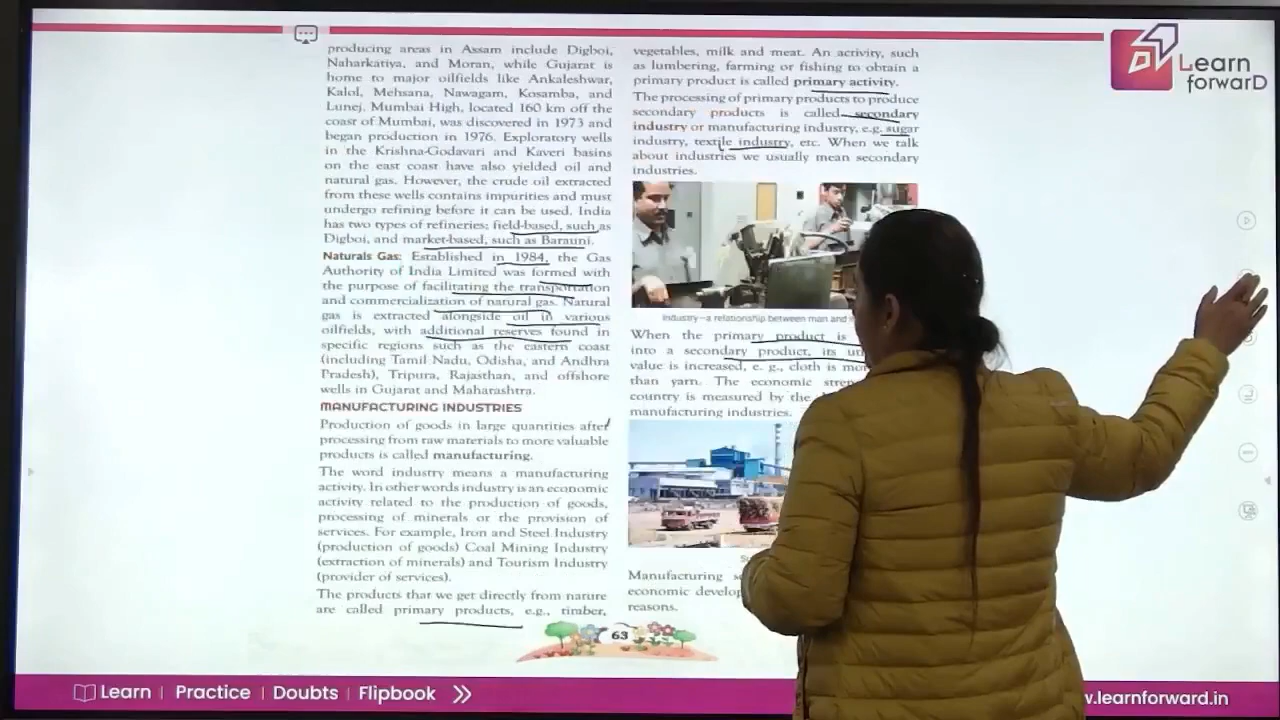 producing areas in Assam include Digboi,
Naharkatiya, and Moran, while Gujarat is
home to major oilfields like Ankaleshwar,
Kalol, Mehsana, Nawagam, Kosamba, and
Lunej. Mumbai High, located 160 km off the
coast of Mumbai, was discovered in 1973 and
began production in 1976. Exploratory wells
in the Krishna-Godavari and Kaveri basins
on the east coast have also yielded oil and
natural gas. However, the crude oil extracted
from these wells contains impurities and must
undergo refining before it can be used. India
has two types of refineries; field-based, such as
Digboi, and market-based, such as Barauni.
Naturals Gas: Established in 1984, the Gas
Authority of India Limited was formed with
the purpose of facilitating the transportation
and commercialization of natural gas. Natural
gas is extracted alongside oil in various
oilfields, with additional reserves found in
specific regions such as the eastern coast
(including Tamil Nadu, Odisha, and Andhra
Pradesh), Tripura, Rajasthan, and offshore
wells in Gujarat and Maharashtra.
MANUFACTURING INDUSTRIES
Production of goods in large quantities after
processing from raw materials to more valuable
products is called manufacturing.
The word industry means a manufacturing
activity. In other words industry is an economic
activity related to the production of goods,
processing of minerals or the provision of
services. For example, Iron and Steel Industry
(production of goods) Coal Mining Industry
(extraction of minerals) and Tourism Industry
(provider of services).
The products that we get directly from nature
are called primary products, e.g., timber,
vegetables, milk and meat. An activity, such
as lumbering, farming or fishing to obtain a
primary product is called primary activity.
The processing of primary products to produce
secondary products is called secondary
industry or manufacturing industry, e.g. sugar
industry, textile industry, etc. When we talk
about industries we usually mean secondary
industries.
Industry—a relationship between man and
When the primary product is
into a secondary product, its
value is increased, e. g., cloth is
than yarn. The economic
country is measured by the
manufacturing industries.
Manufacturing
economic
reasons.
63
Learn
forwarD
Learn | Practice | Doubts | Flipbook
w.learnforward.in